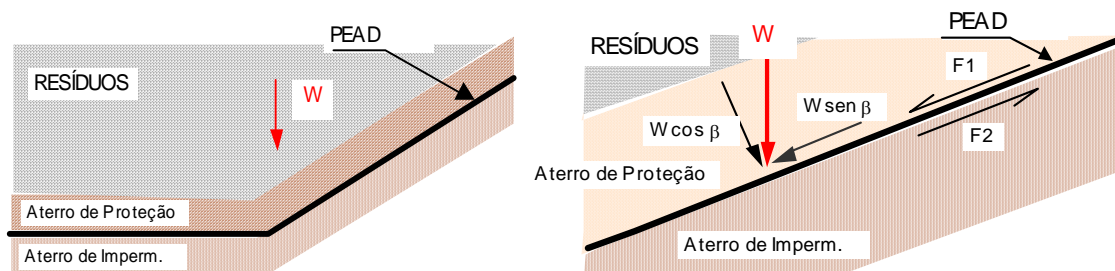 PEAD
RESÍDUOS
W
Aterro de Proteção
Aterro de Imperm.
RESÍDUOS
W
PEAD
F1
W sen β
W cos β
F2
Aterro de Proteção
Aterro de Imperm.